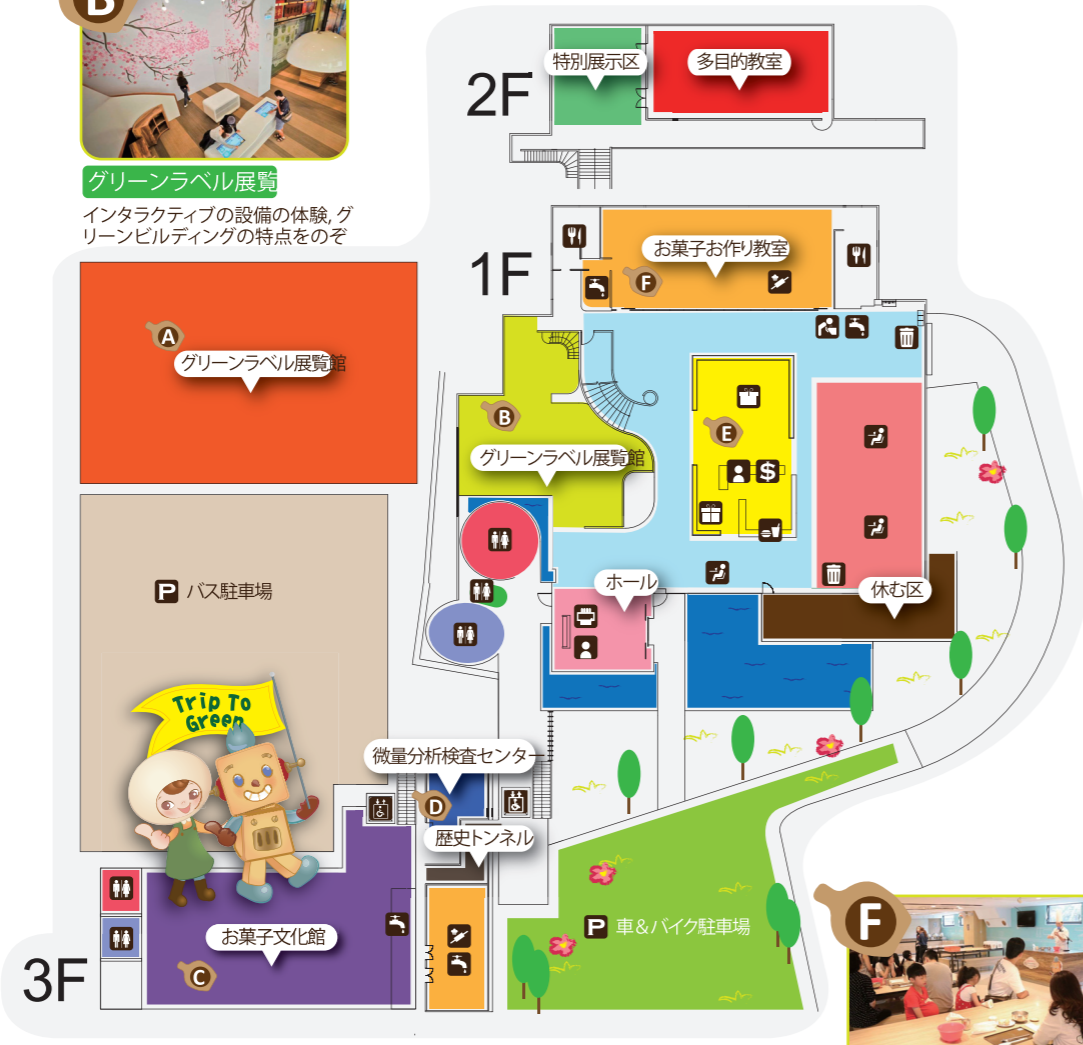 B
グリーンラベル展覧
インタラクティブの設備の体験, グ
リーンビルディングの特点をのぞ
2F
特別展示区
多目的教室
1F
お菓子お作り教室
F
A
グリーンラベル展覧館
B
グリーンラベル展覧館
E
$
P バス駐車場
ホール
休む区
Trip To
Green
微量分析検査センター
D
歴史トンネル
お菓子文化館
C
3F
P 車&バイク駐車場
F